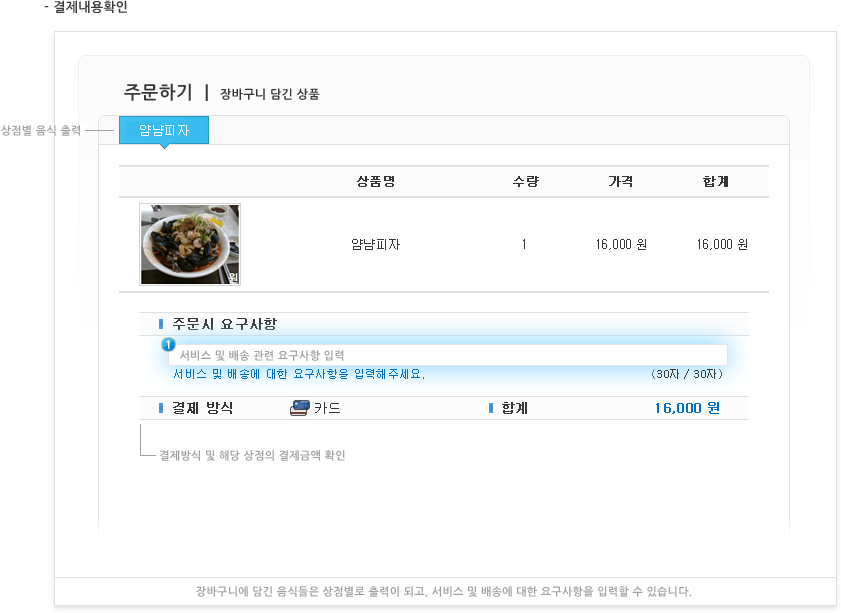 - 결제내용확인
주문하기 | 장바구니 담긴 상품
상점별 음식 출력
얌냠피자
상품명 수량 가격 합계
원
얌냠피자 1 16,000 원 16,000 원
주문시 요구사항
1
서비스 및 배송 관련 요구사항 입력
서비스 및 배송에 대한 요구사항을 입력해주세요. (30자 / 30자)
결제 방식 카드 합계 16,000 원
결제방식 및 해당 상점의 결제금액 확인
장바구니에 담긴 음식들은 상점별로 출력이 되고, 서비스 및 배송에 대한 요구사항을 입력할 수 있습니다.